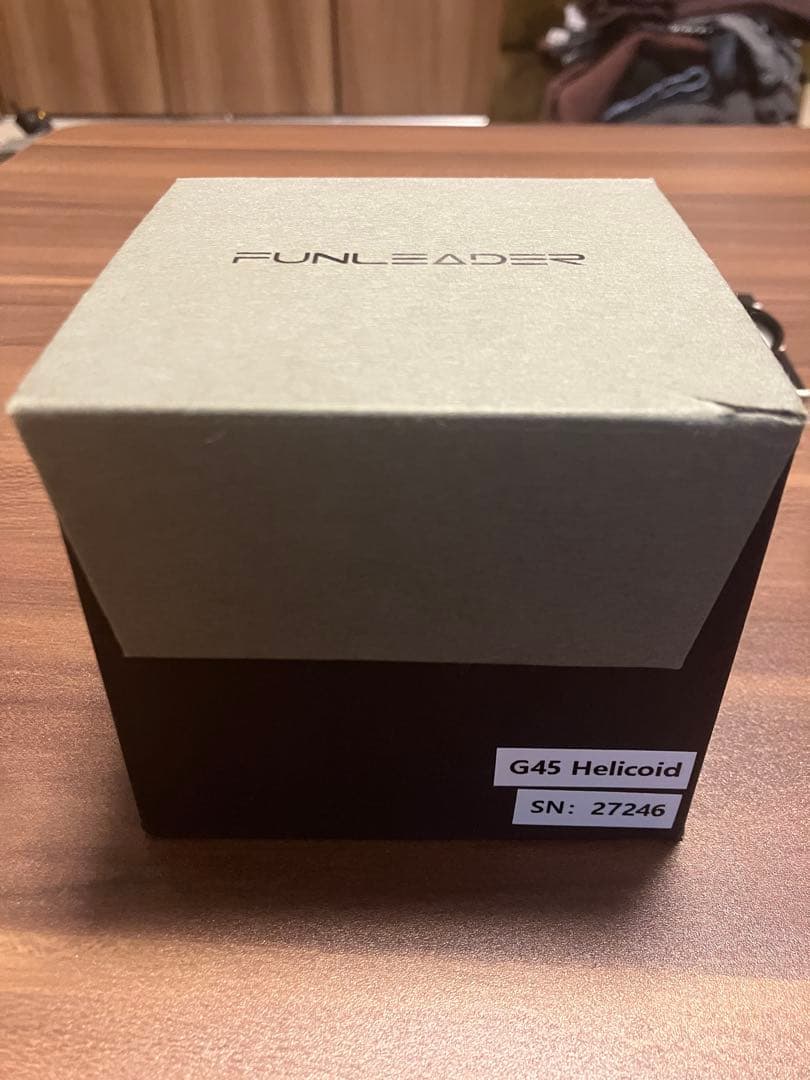 FUNLEADER
G45 Helicoid
SN: 27246